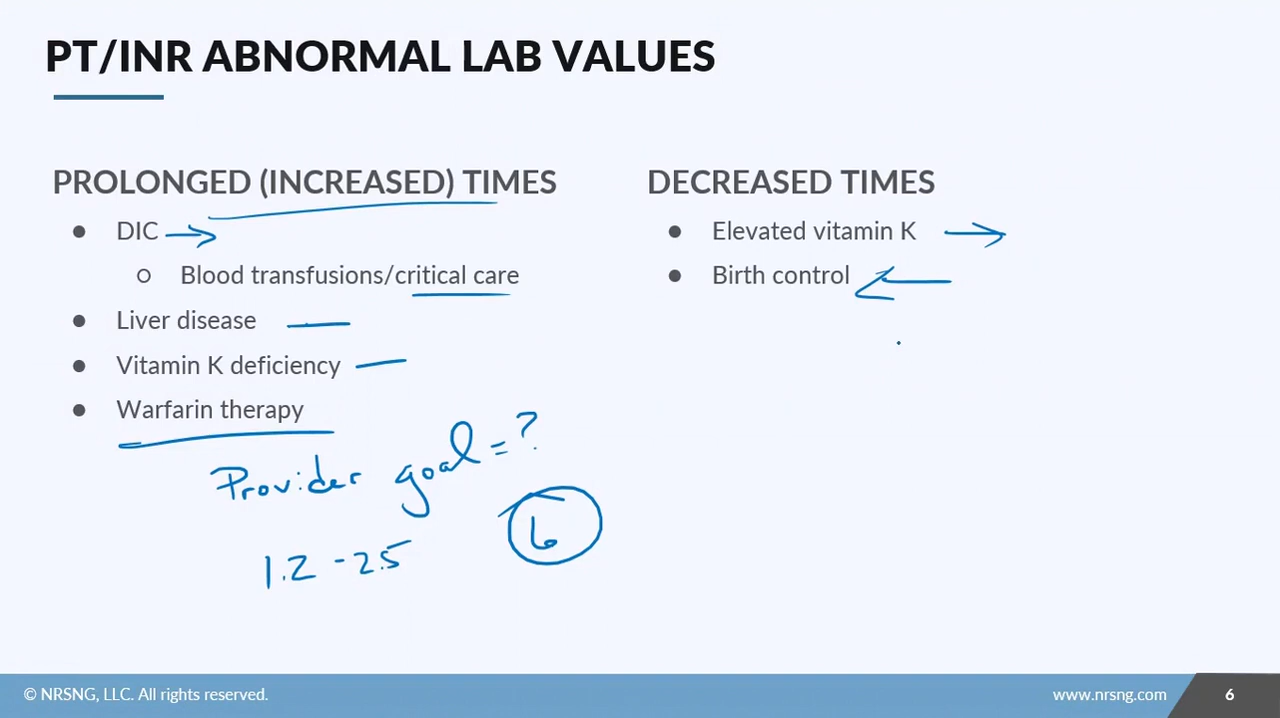 PT/INR ABNORMAL LAB VALUES
PROLONGED (INCREASED) TIMES
● DIC
○ Blood transfusions/critical care
● Liver disease
● Vitamin K deficiency
● Warfarin therapy
Provider goal = ?
1.2 - 2.5
6
DECREASED TIMES
● Elevated vitamin K
● Birth control
© NRSNG, LLC. All rights reserved.
www.nrsng.com
6